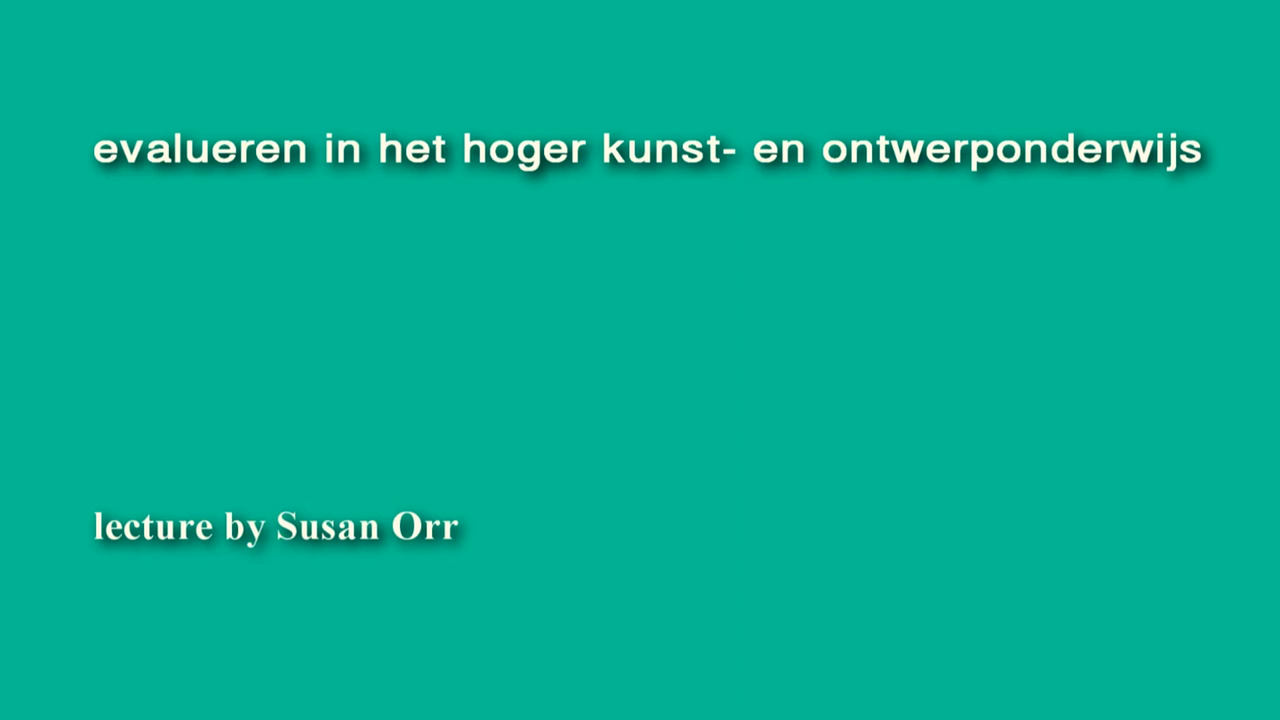 evalueren in het hoger kunst- en ontwerponderwijs
lecture by Susan Orr